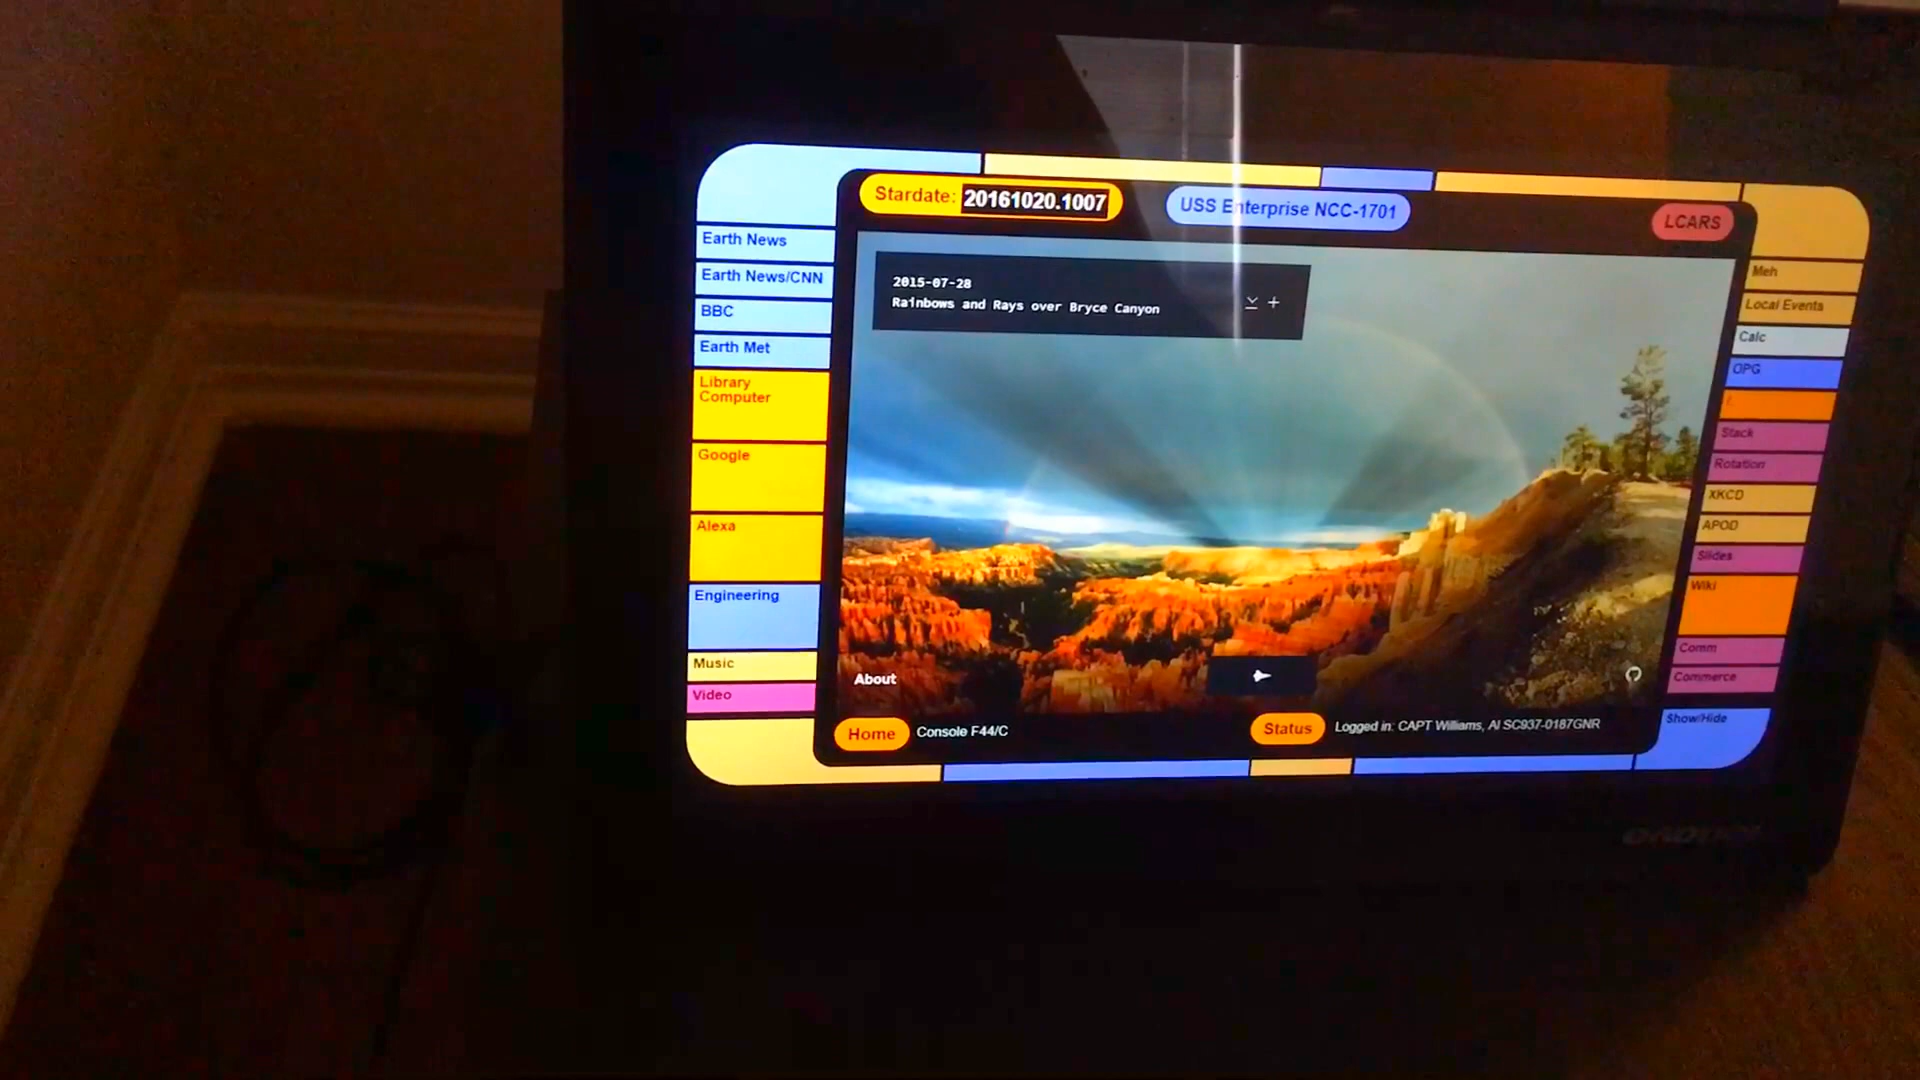 Stardate: 20161020.1007
USS Enterprise NCC-1701
LCARS
Earth News
Earth News/CNN
BBC
Earth Met
Library
Computer
Google
Alexa
Engineering
Music
Video
2015-07-28
Rainbows and Rays over Bryce Canyon
About
Meh
Local Events
Calc
OPG
Stack
Rotation
XKCD
APOD
Slides
Wiki
Comm
Commerce
Show/Hide
Home
Console F44/C
Status
Logged in: CAPT Williams, Al SC937-0187GNR